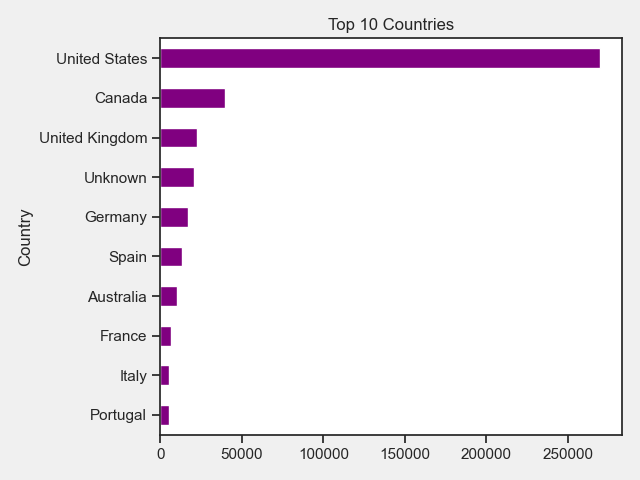 Top 10 Countries
United States
Canada
United Kingdom
Unknown
Germany
Spain
Australia
France
Italy
Portugal
Country
0 50000 100000 150000 200000 250000